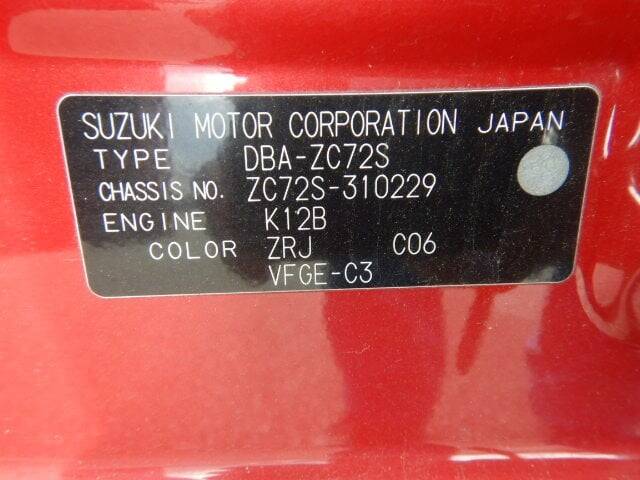 SUZUKI MOTOR CORPORATION JAPAN
TYPE DBA-ZC72S
CHASSIS NO. ZC72S-310229
ENGINE K12B
COLOR ZRJ C06
VFGE-C3